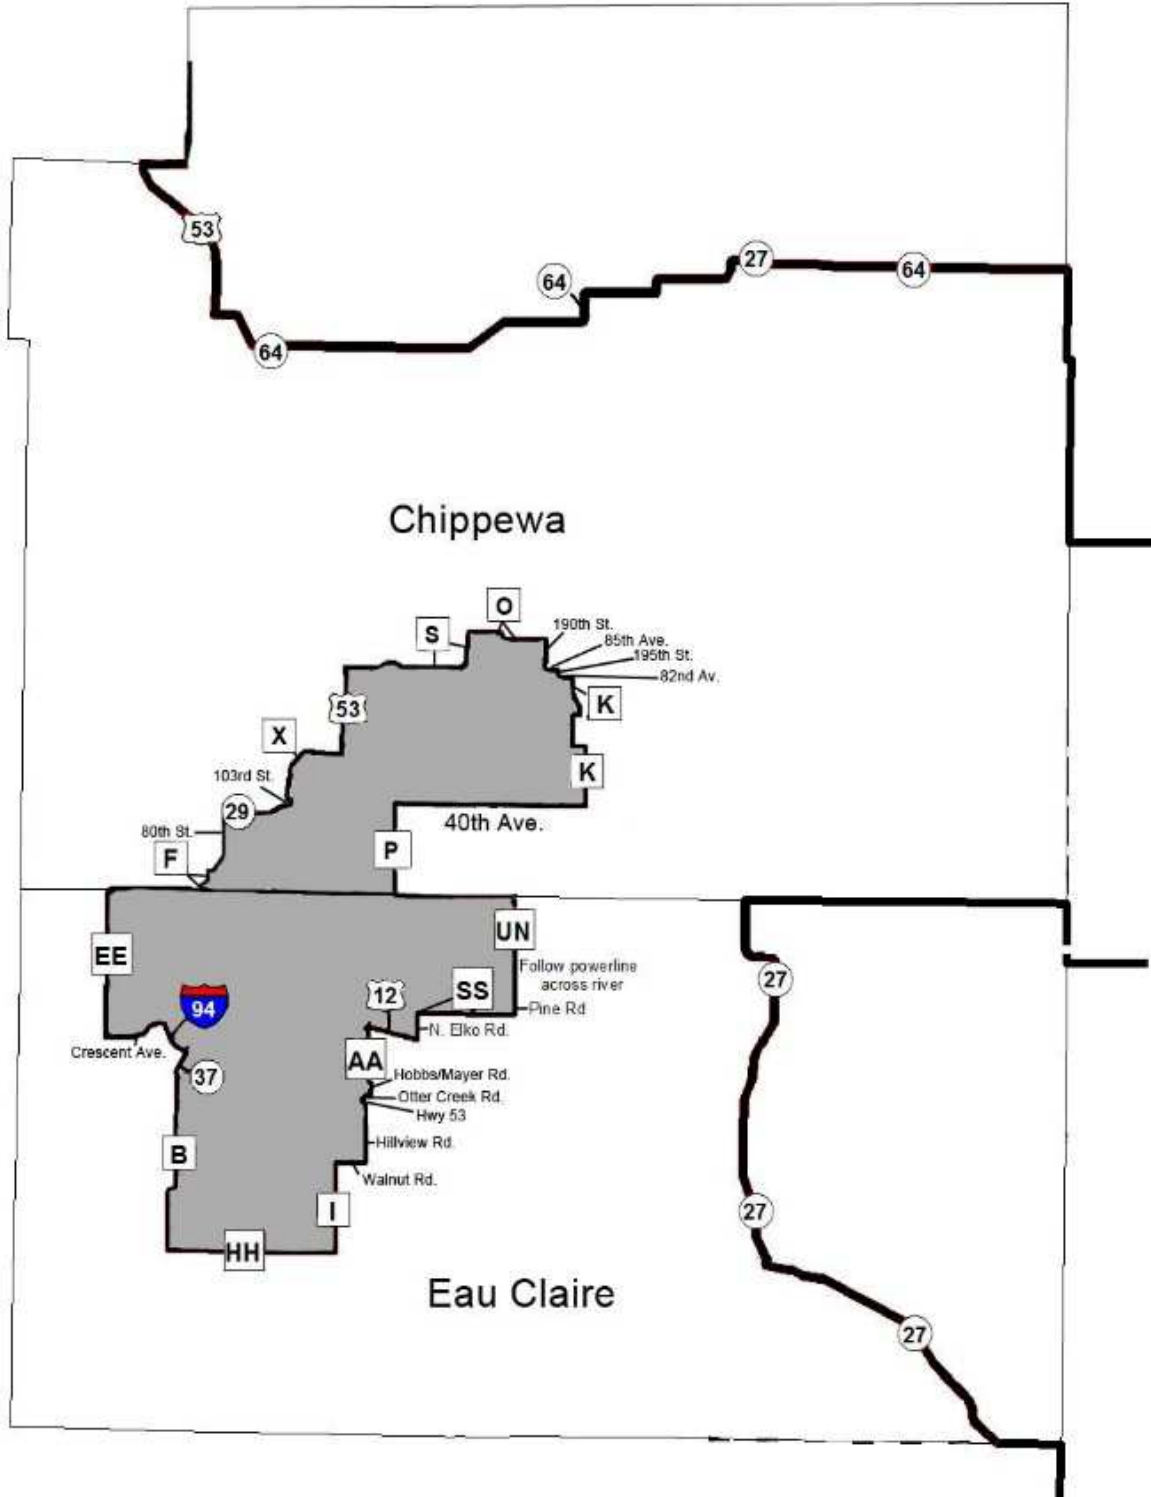 53
27
64
64
64
Chippewa
O
190th St.
S
85th Ave.
195th St.
82nd Av.
K
53
X
K
103rd St.
29
40th Ave.
80th St.
P
F
UN
EE
Follow powerline
across river
27
SS
12
94
Pine Rd
N. Elko Rd.
Crescent Ave.
AA
37
Hobbs/Mayer Rd.
Otter Creek Rd.
Hwy 53
Hillview Rd.
B
Walnut Rd.
I
27
HH
Eau Claire
27